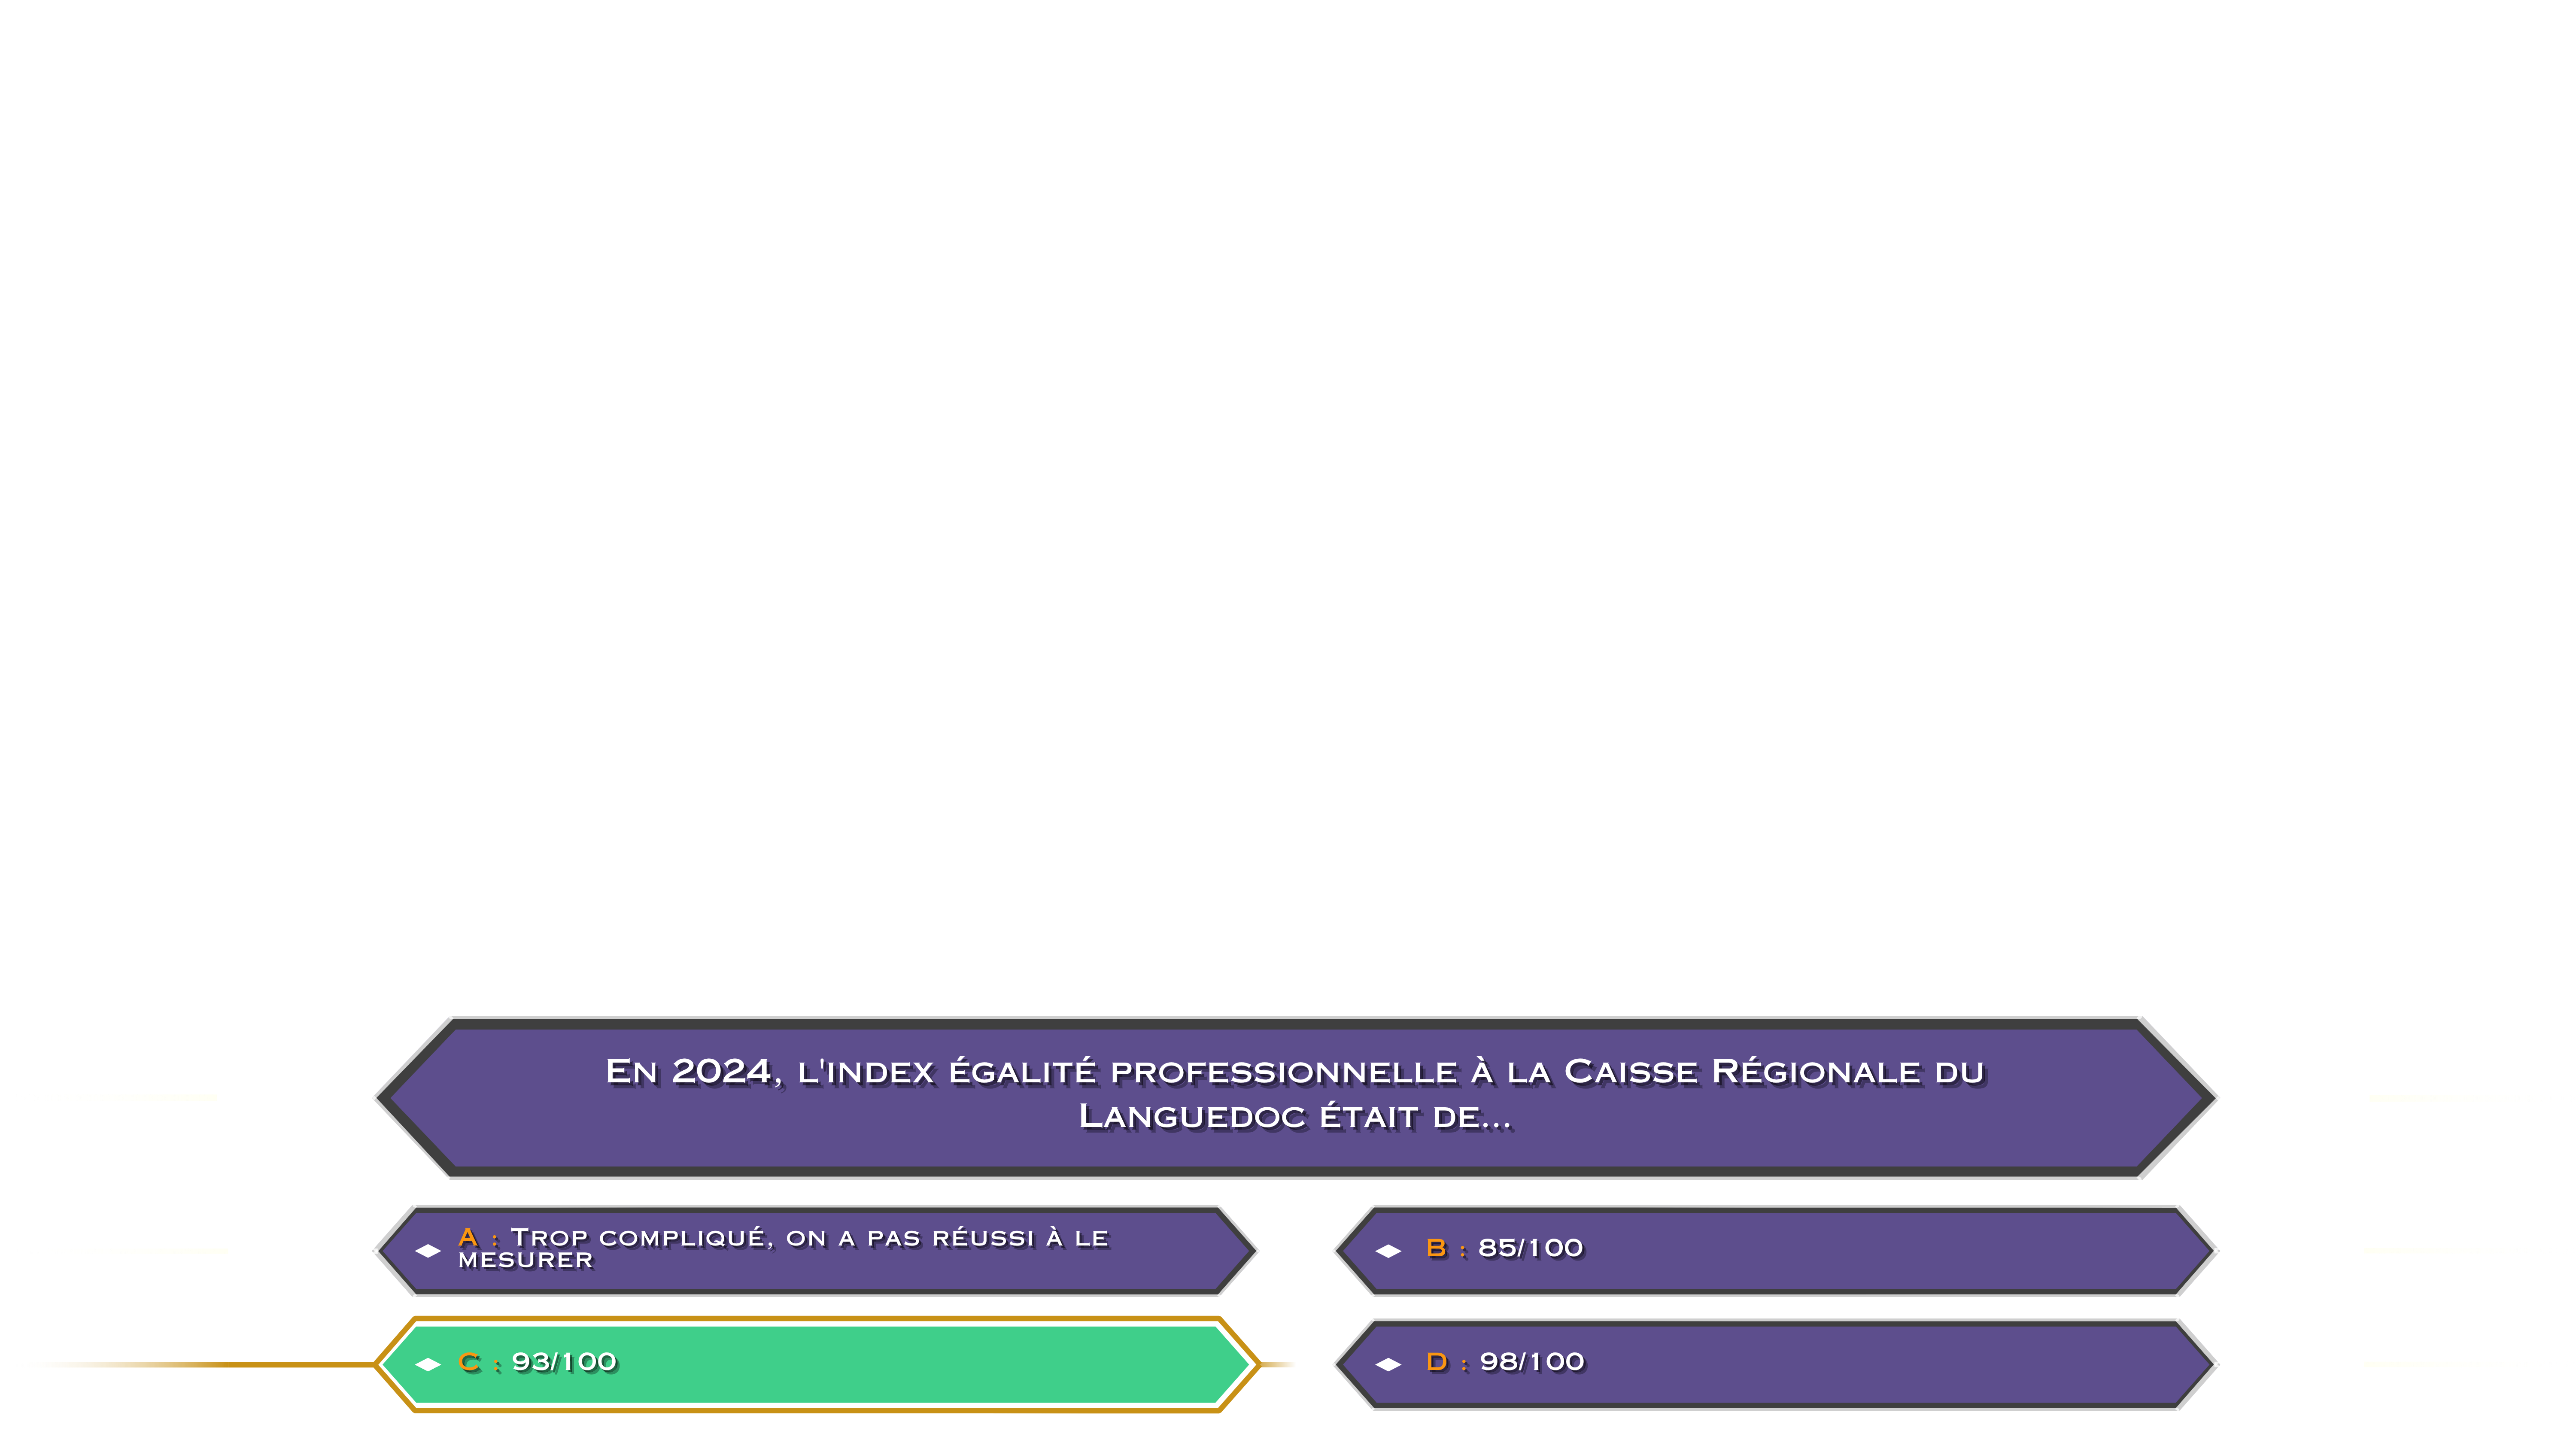 En 2024, l'index égalité professionnelle à la Caisse Régionale du
Languedoc était de...
A : Trop compliqué, on a pas réussi à le
mesurer
B : 85/100
C : 93/100
D : 98/100